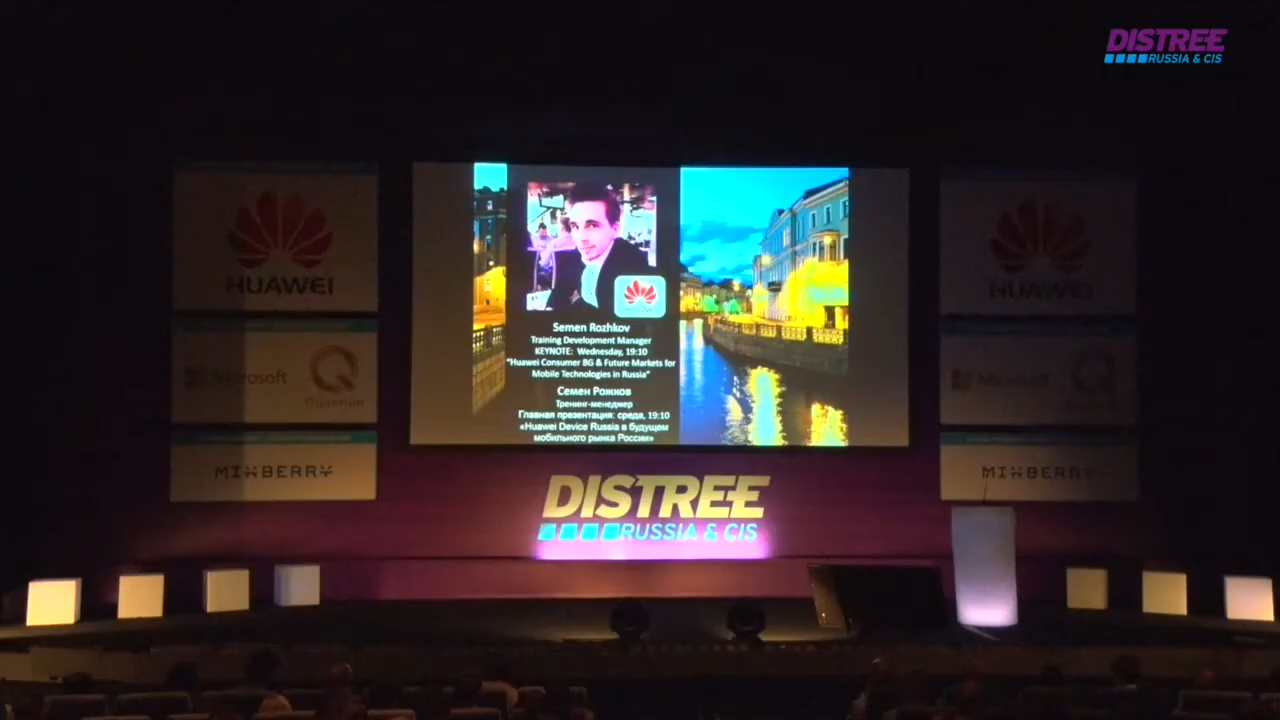 DISTREE
RUSSIA & CIS
HUAWEI
HUAWEI
Microsoft
Quantum
MIXBERRY
Semen Rozhkov
Training Development Manager
KEYNOTE: Wednesday, 19:10
"Huawei Consumer BG & Future Markets for
Mobile Technologies in Russia"
Семен Рожков
Тренинг-менеджер
Главная презентация: среда, 19:10
«Huawei Device Russia в будущем
мобильного рынка России»
HUAWEI
MIXBERRY
DISTREE
RUSSIA & CIS